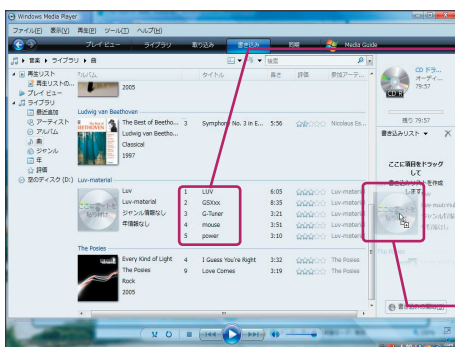 Windows Media Player
ファイル(F) 表示(V) 再生(P) ツール(T) ヘルプ(H)
プレイ ビュー ライブラリ 取り込み 書き込み 同期 Media Guide
音楽 ▸ ライブラリ ▸ 曲 検索
再生リスト
再生リストの...
プレイ ビュー
ライブラリ
最近追加
アーティスト
アルバム
曲
ジャンル
年
評価
空のディスク (D:)
アルバム タイトル 長さ 評価 参加アーテ...
2005
Ludwig van Beethoven
The Best of Beetho... 3 Symphony No. 3 in E... 5:56 Nicolaus Es...
Ludwig van Beetho...
Classical
1997
Luv-material
Luv 1 LUV 6:05 Luv-material
Luv-material 2 GSXxx 8:35 Luv-material
ジャンル情報なし 3 G-Tuner 3:21 Luv-material
年情報なし 4 mouse 3:51 Luv-material
5 power 3:10 Luv-material
The Posies
Every Kind of Light 4 I Guess You're Right 3:32 The Posies
The Posies 9 Love Comes 3:19 The Posies
Rock
2005
CD ドラ...
オーディ...
79:57
CD-R
残り 79:57
書き込みリスト
ここに項目をドラッグ
して
書き込みリストを作成
します。
書き込みの開始(S)